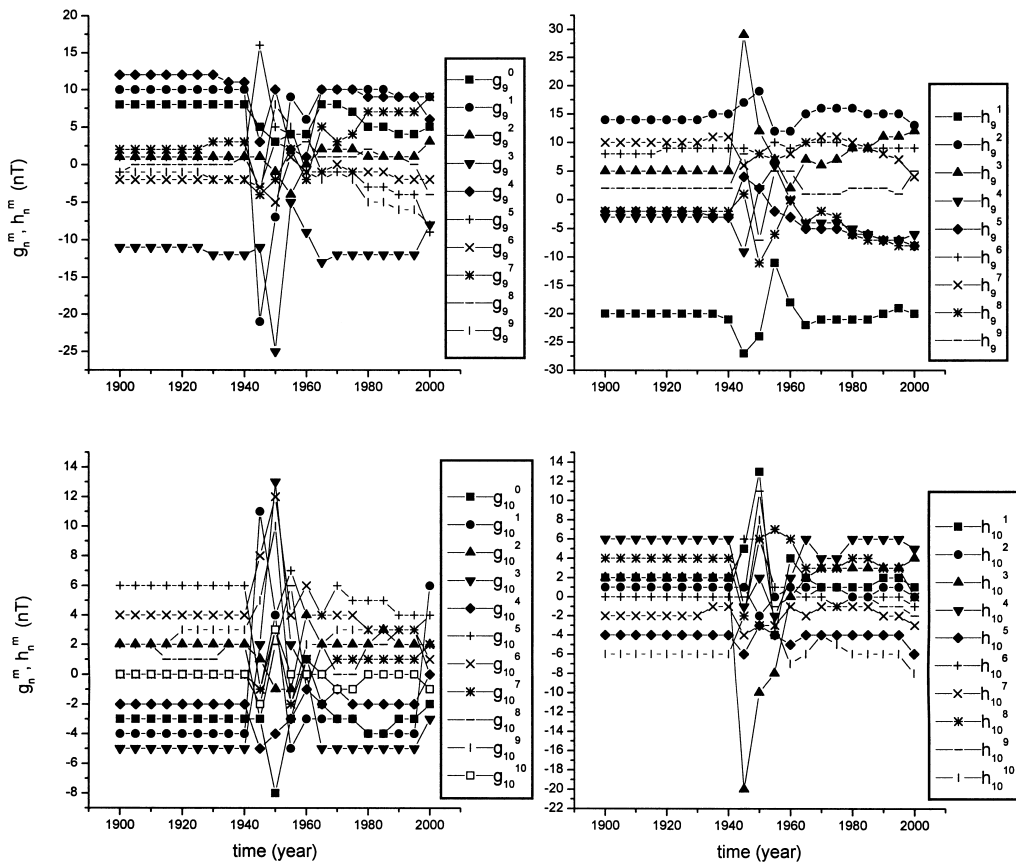 20
15
10
5
0
-5
-10
-15
-20
-25
g_n^m, h_n^m (nT)
1900 1920 1940 1960 1980 2000
g_9^0
g_9^1
g_9^2
g_9^3
g_9^4
g_9^5
g_9^6
g_9^7
g_9^8
g_9^9
30
25
20
15
10
5
0
-5
-10
-15
-20
-25
-30
1900 1920 1940 1960 1980 2000
h_9^1
h_9^2
h_9^3
h_9^4
h_9^5
h_9^6
h_9^7
h_9^8
h_9^9
14
12
10
8
6
4
2
0
-2
-4
-6
-8
g_n^m, h_n^m (nT)
1900 1920 1940 1960 1980 2000
time (year)
g_10^0
g_10^1
g_10^2
g_10^3
g_10^4
g_10^5
g_10^6
g_10^7
g_10^8
g_10^9
g_10^10
14
12
10
8
6
4
2
0
-2
-4
-6
-8
-10
-12
-14
-16
-18
-20
-22
1900 1920 1940 1960 1980 2000
time (year)
h_10^1
h_10^2
h_10^3
h_10^4
h_10^5
h_10^6
h_10^7
h_10^8
h_10^9
h_10^10